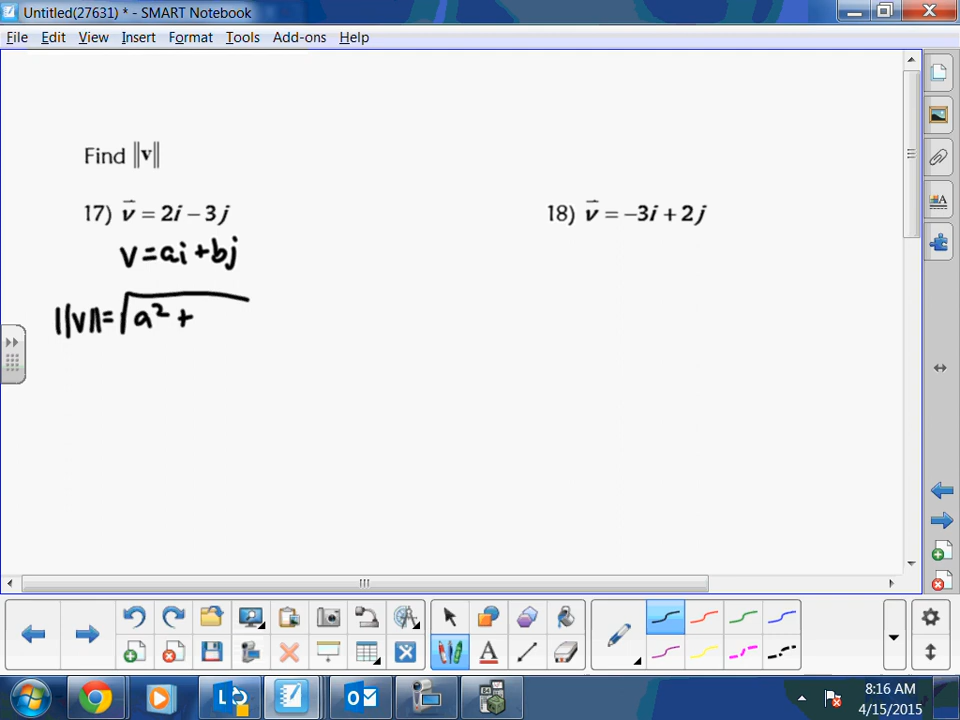 Untitled(27631) * - SMART Notebook
File Edit View Insert Format Tools Add-ons Help
Find ‖v‖
17) v⃗ = 2i − 3j
18) v⃗ = −3i + 2j
v = ai + bj
||v|| = √a² +
8:16 AM
4/15/2015